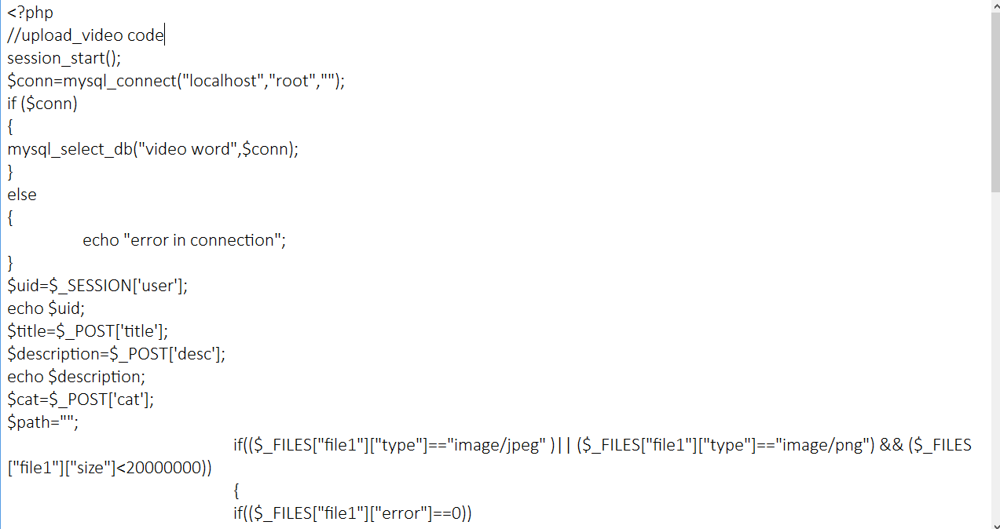 <?php
//upload_video code
session_start();
$conn=mysql_connect("localhost","root","");
if ($conn)
{
mysql_select_db("video word",$conn);
}
else
{
echo "error in connection";
}
$uid=$_SESSION['user'];
echo $uid;
$title=$_POST['title'];
$description=$_POST['desc'];
echo $description;
$cat=$_POST['cat'];
$path="";
if(($_FILES["file1"]["type"]=="image/jpeg" )|| ($_FILES["file1"]["type"]=="image/png") && ($_FILES
["file1"]["size"]<20000000))
{
if(($_FILES["file1"]["error"]==0))